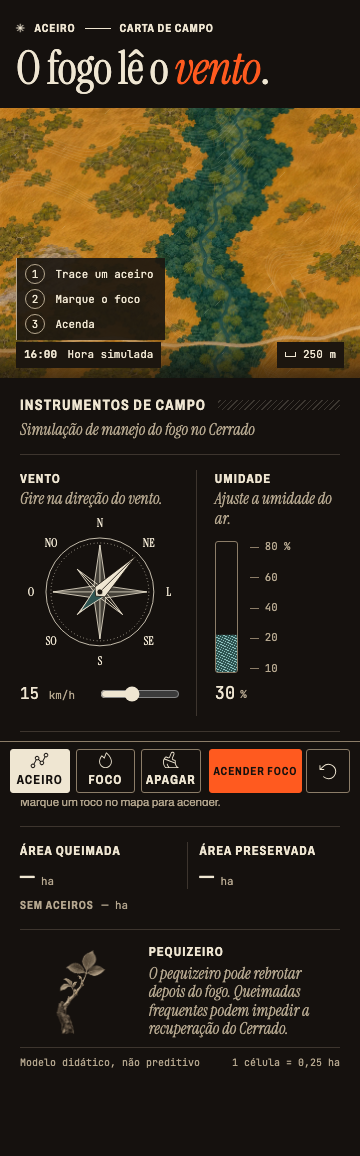 ACEIRO — CARTA DE CAMPO
O fogo lê o vento.
1 Trace um aceiro
2 Marque o foco
3 Acenda
16:00 Hora simulada
250 m
INSTRUMENTOS DE CAMPO
Simulação de manejo do fogo no Cerrado
VENTO
Gire na direção do vento.
N
NO NE
O L
SO SE
S
15 km/h
UMIDADE
Ajuste a umidade do
ar.
— 80 %
— 60
— 40
— 20
— 10
30 %
ACEIRO
FOCO
APAGAR
ACENDER FOCO
Marque um foco no mapa para acender.
ÁREA QUEIMADA
— ha
SEM ACEIROS — ha
ÁREA PRESERVADA
— ha
PEQUIZEIRO
O pequizeiro pode rebrotar
depois do fogo. Queimadas
frequentes podem impedir a
recuperação do Cerrado.
Modelo didático, não preditivo
1 célula = 0,25 ha